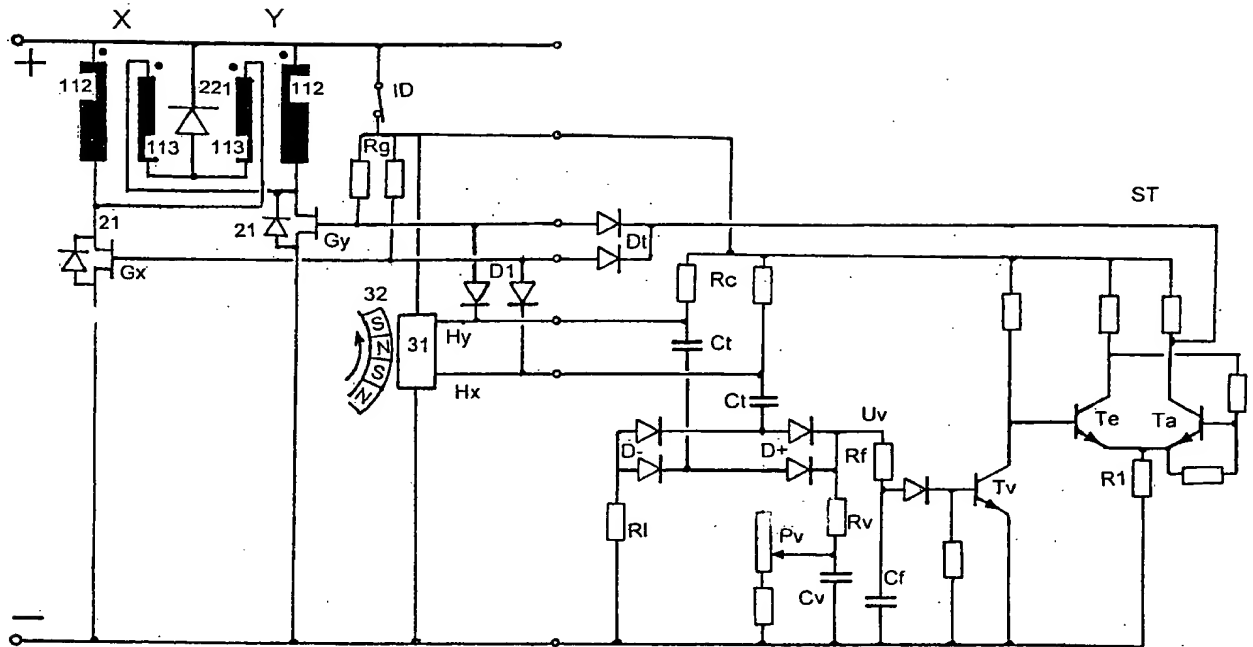 X Y
+
112 221 112 ID
113 113 Rg
ST
21 21 Gy Dt
Gx D1 Rc
32
S N S N 31 Hy Ct
Hx
Ct Uv
D- D+ Rf Te Ta
Tv R1
Rl Pv Rv
Cv Cf
−